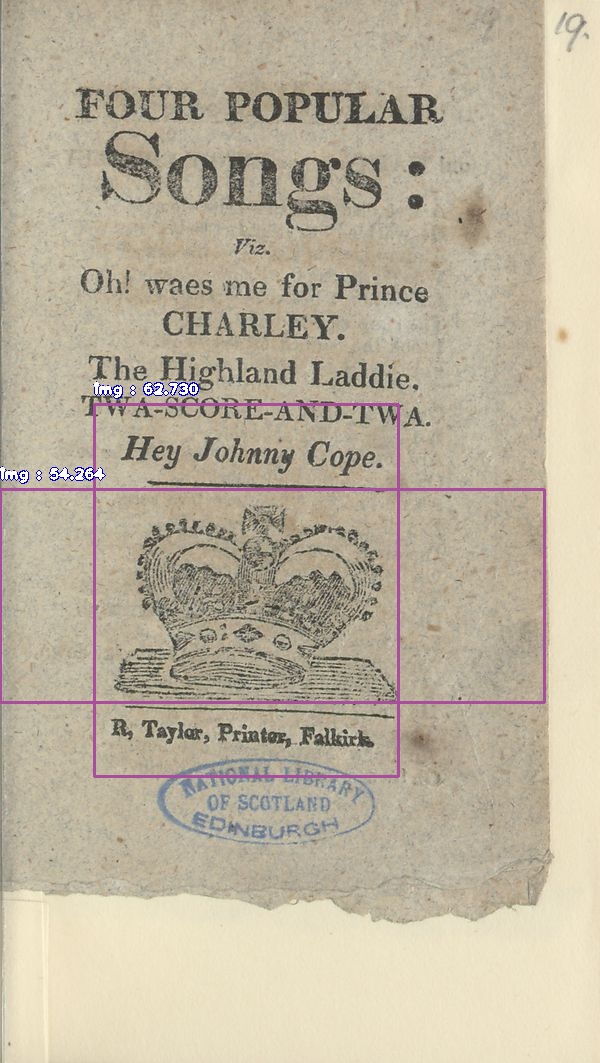 19.
FOUR POPULAR
Songs:
Viz.
Oh! waes me for Prince
CHARLEY.
The Highland Laddie.
TWA-SCORE-AND-TWA.
Hey Johnny Cope.
img : 62.730
img : 54.264
R, Taylor, Printer, Falkirk.
NATIONAL LIBRARY
OF SCOTLAND
EDINBURGH